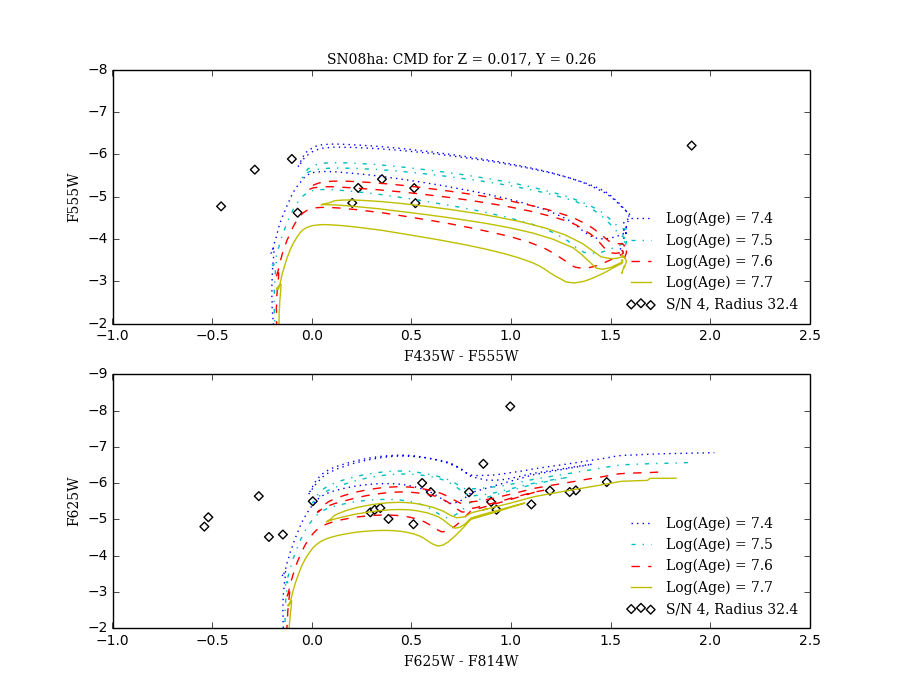 SN08ha: CMD for Z = 0.017, Y = 0.26
−8
−7
−6
−5
−4
−3
−2
F555W
−1.0 −0.5 0.0 0.5 1.0 1.5 2.0 2.5
F435W - F555W
Log(Age) = 7.4
Log(Age) = 7.5
Log(Age) = 7.6
Log(Age) = 7.7
S/N 4, Radius 32.4
−9
−8
−7
−6
−5
−4
−3
−2
F625W
−1.0 −0.5 0.0 0.5 1.0 1.5 2.0 2.5
F625W - F814W
Log(Age) = 7.4
Log(Age) = 7.5
Log(Age) = 7.6
Log(Age) = 7.7
S/N 4, Radius 32.4